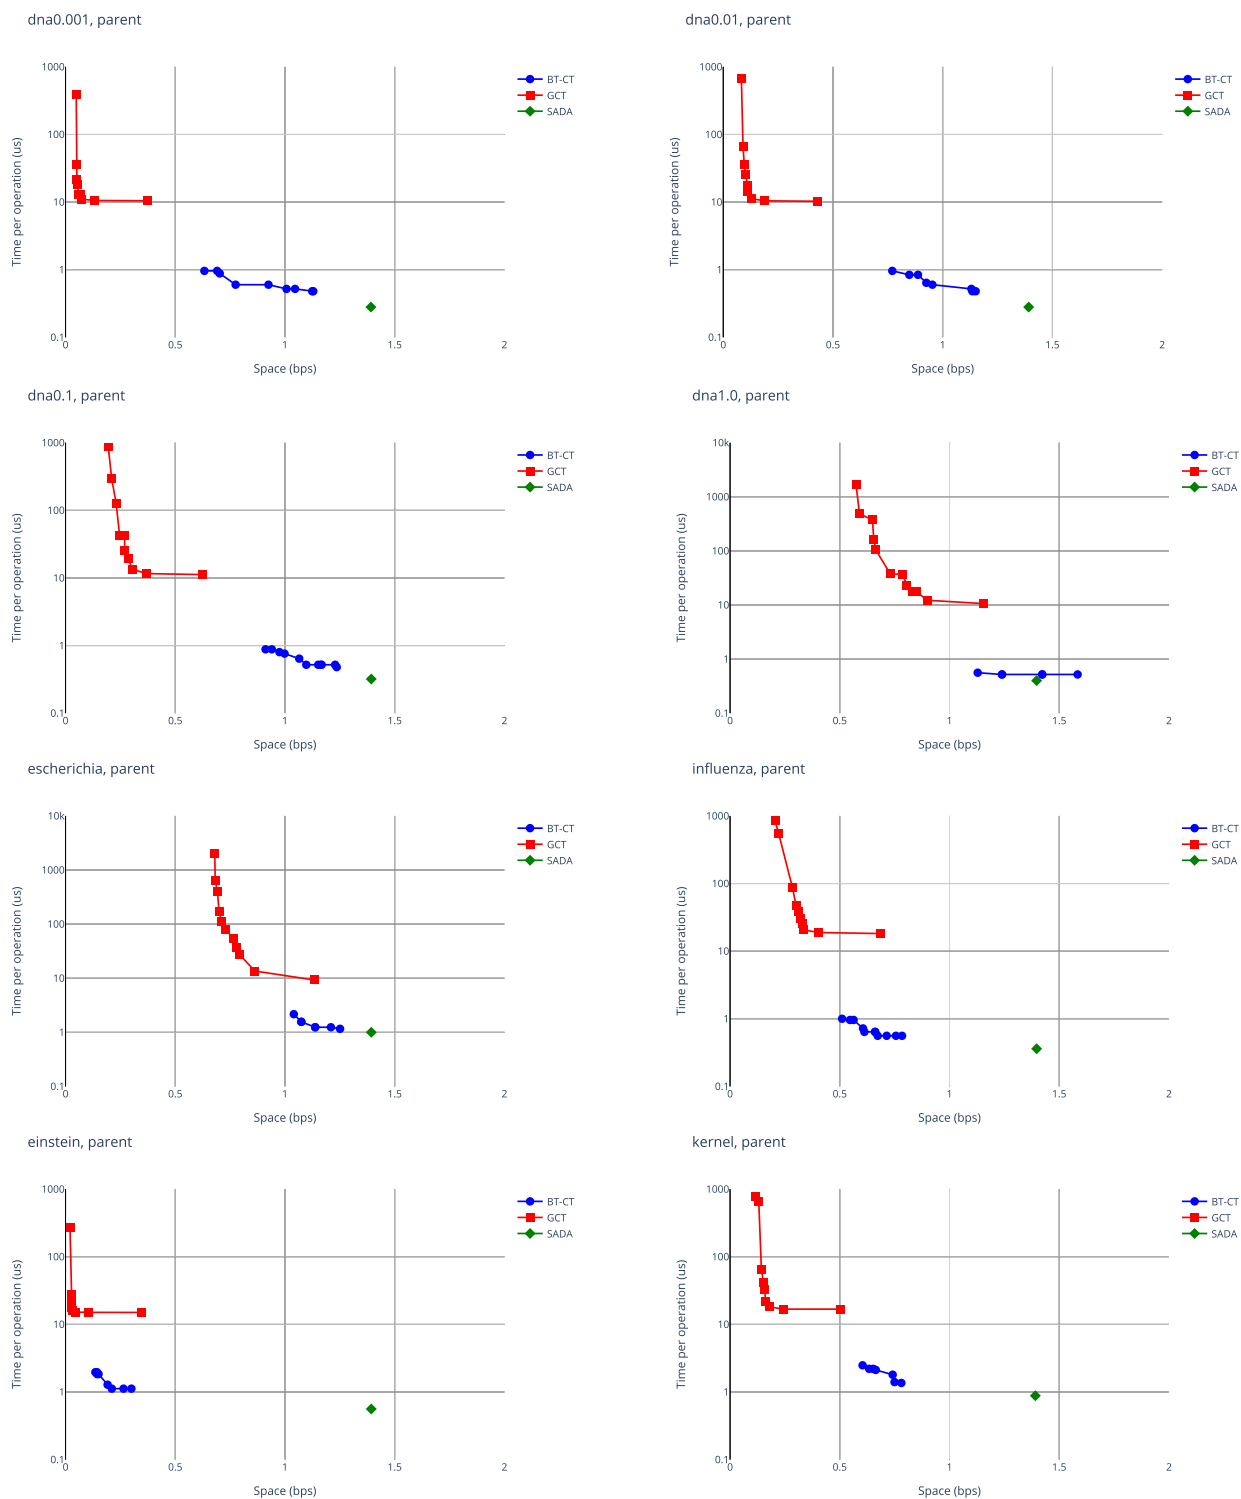 dna0.001, parent
1000
100
10
1
0.1
0
0.5
1
1.5
2
Time per operation (us)
Space (bps)
BT-CT
GCT
SADA
dna0.01, parent
1000
100
10
1
0.1
0
0.5
1
1.5
2
Time per operation (us)
Space (bps)
BT-CT
GCT
SADA
dna0.1, parent
1000
100
10
1
0.1
0
0.5
1
1.5
2
Time per operation (us)
Space (bps)
BT-CT
GCT
SADA
dna1.0, parent
10k
1000
100
10
1
0.1
0
0.5
1
1.5
2
Time per operation (us)
Space (bps)
BT-CT
GCT
SADA
escherichia, parent
10k
1000
100
10
1
0.1
0
0.5
1
1.5
2
Time per operation (us)
Space (bps)
BT-CT
GCT
SADA
influenza, parent
1000
100
10
1
0.1
0
0.5
1
1.5
2
Time per operation (us)
Space (bps)
BT-CT
GCT
SADA
einstein, parent
1000
100
10
1
0.1
0
0.5
1
1.5
2
Time per operation (us)
Space (bps)
BT-CT
GCT
SADA
kernel, parent
1000
100
10
1
0.1
0
0.5
1
1.5
2
Time per operation (us)
Space (bps)
BT-CT
GCT
SADA